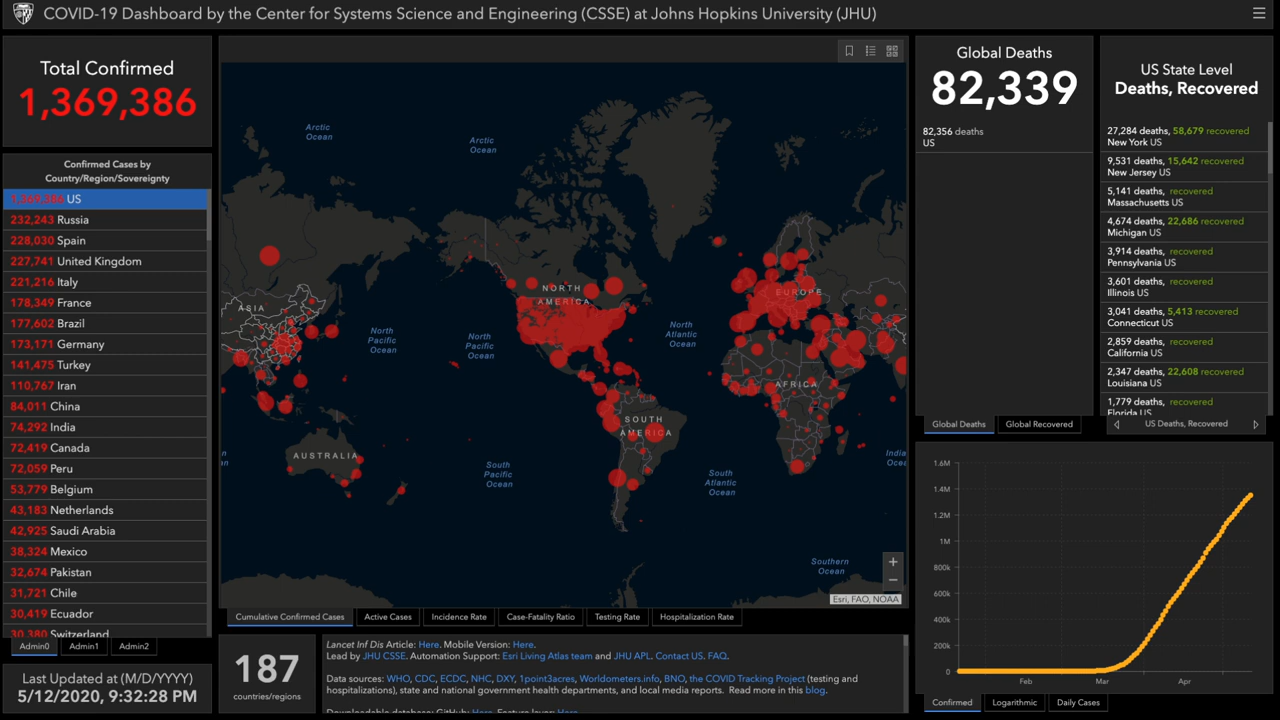 COVID-19 Dashboard by the Center for Systems Science and Engineering (CSSE) at Johns Hopkins University (JHU)
Total Confirmed
1,369,386
Confirmed Cases by
Country/Region/Sovereignty
1,369,386 US
232,243 Russia
228,030 Spain
227,741 United Kingdom
221,216 Italy
178,349 France
177,602 Brazil
173,171 Germany
141,475 Turkey
110,767 Iran
84,011 China
74,292 India
72,419 Canada
72,059 Peru
53,779 Belgium
43,183 Netherlands
42,925 Saudi Arabia
38,324 Mexico
32,674 Pakistan
31,721 Chile
30,419 Ecuador
30,380 Switzerland
Admin0
Admin1
Admin2
Last Updated at (M/D/YYYY)
5/12/2020, 9:32:28 PM
Arctic
Ocean
Arctic
Ocean
NORTH
AMERICA
EUROPE
ASIA
North
Pacific
Ocean
North
Pacific
Ocean
North
Atlantic
Ocean
AFRICA
SOUTH
AMERICA
AUSTRALIA
n
an
South
Pacific
Ocean
South
Atlantic
Ocean
India
Ocea
Southern
Ocean
+
−
Esri, FAO, NOAA
Cumulative Confirmed Cases
Active Cases
Incidence Rate
Case-Fatality Ratio
Testing Rate
Hospitalization Rate
187
countries/regions
Lancet Inf Dis Article: Here. Mobile Version: Here.
Lead by JHU CSSE. Automation Support: Esri Living Atlas team and JHU APL. Contact US. FAQ.
Data sources: WHO, CDC, ECDC, NHC, DXY, 1point3acres, Worldometers.info, BNO, the COVID Tracking Project (testing and
hospitalizations), state and national government health departments, and local media reports. Read more in this blog.
Downloadable database: GitHub: Here. Feature layer: Here.
Global Deaths
82,339
82,356 deaths
US
Global Deaths
Global Recovered
US State Level
Deaths, Recovered
27,284 deaths, 58,679 recovered
New York US
9,531 deaths, 15,642 recovered
New Jersey US
5,141 deaths, recovered
Massachusetts US
4,674 deaths, 22,686 recovered
Michigan US
3,914 deaths, recovered
Pennsylvania US
3,601 deaths, recovered
Illinois US
3,041 deaths, 5,413 recovered
Connecticut US
2,859 deaths, recovered
California US
2,347 deaths, 22,608 recovered
Louisiana US
1,779 deaths, recovered
Florida US
US Deaths, Recovered
1.6M
1.4M
1.2M
1M
800k
600k
400k
200k
0
Feb
Mar
Apr
Confirmed
Logarithmic
Daily Cases